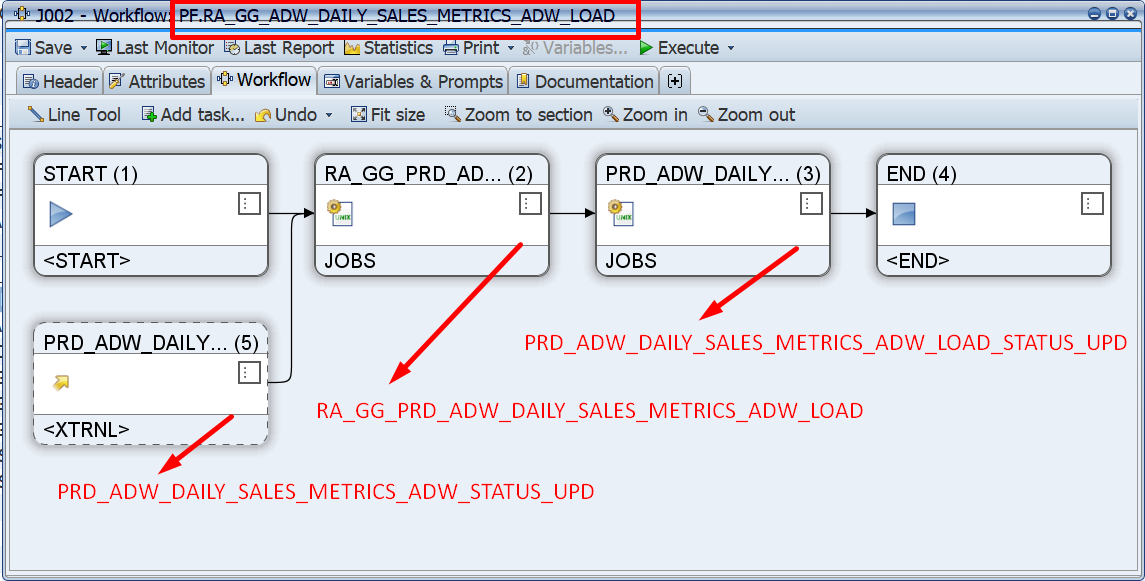 J002 - Workflow: PF.RA_GG_ADW_DAILY_SALES_METRICS_ADW_LOAD
Save Last Monitor Last Report Statistics Print Variables... Execute
Header Attributes Workflow Variables & Prompts Documentation [+]
Line Tool Add task... Undo Fit size Zoom to section Zoom in Zoom out
START (1) RA_GG_PRD_AD... (2) PRD_ADW_DAILY... (3) END (4)
UNIX UNIX
<START> JOBS JOBS <END>
PRD_ADW_DAILY... (5)
PRD_ADW_DAILY_SALES_METRICS_ADW_LOAD_STATUS_UPD
RA_GG_PRD_ADW_DAILY_SALES_METRICS_ADW_LOAD
<XTRNL>
PRD_ADW_DAILY_SALES_METRICS_ADW_STATUS_UPD